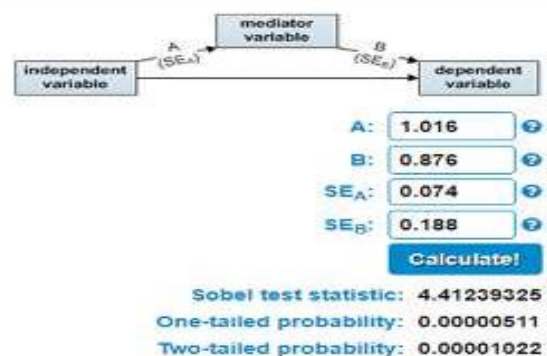 mediator
variable
A
(SEA)
B
(SEB)
independent
variable
dependent
variable
A: 1.016 ?
B: 0.876 ?
SEA: 0.074 ?
SEB: 0.188 ?
Calculate!
Sobel test statistic: 4.41239325
One-tailed probability: 0.00000511
Two-tailed probability: 0.00001022